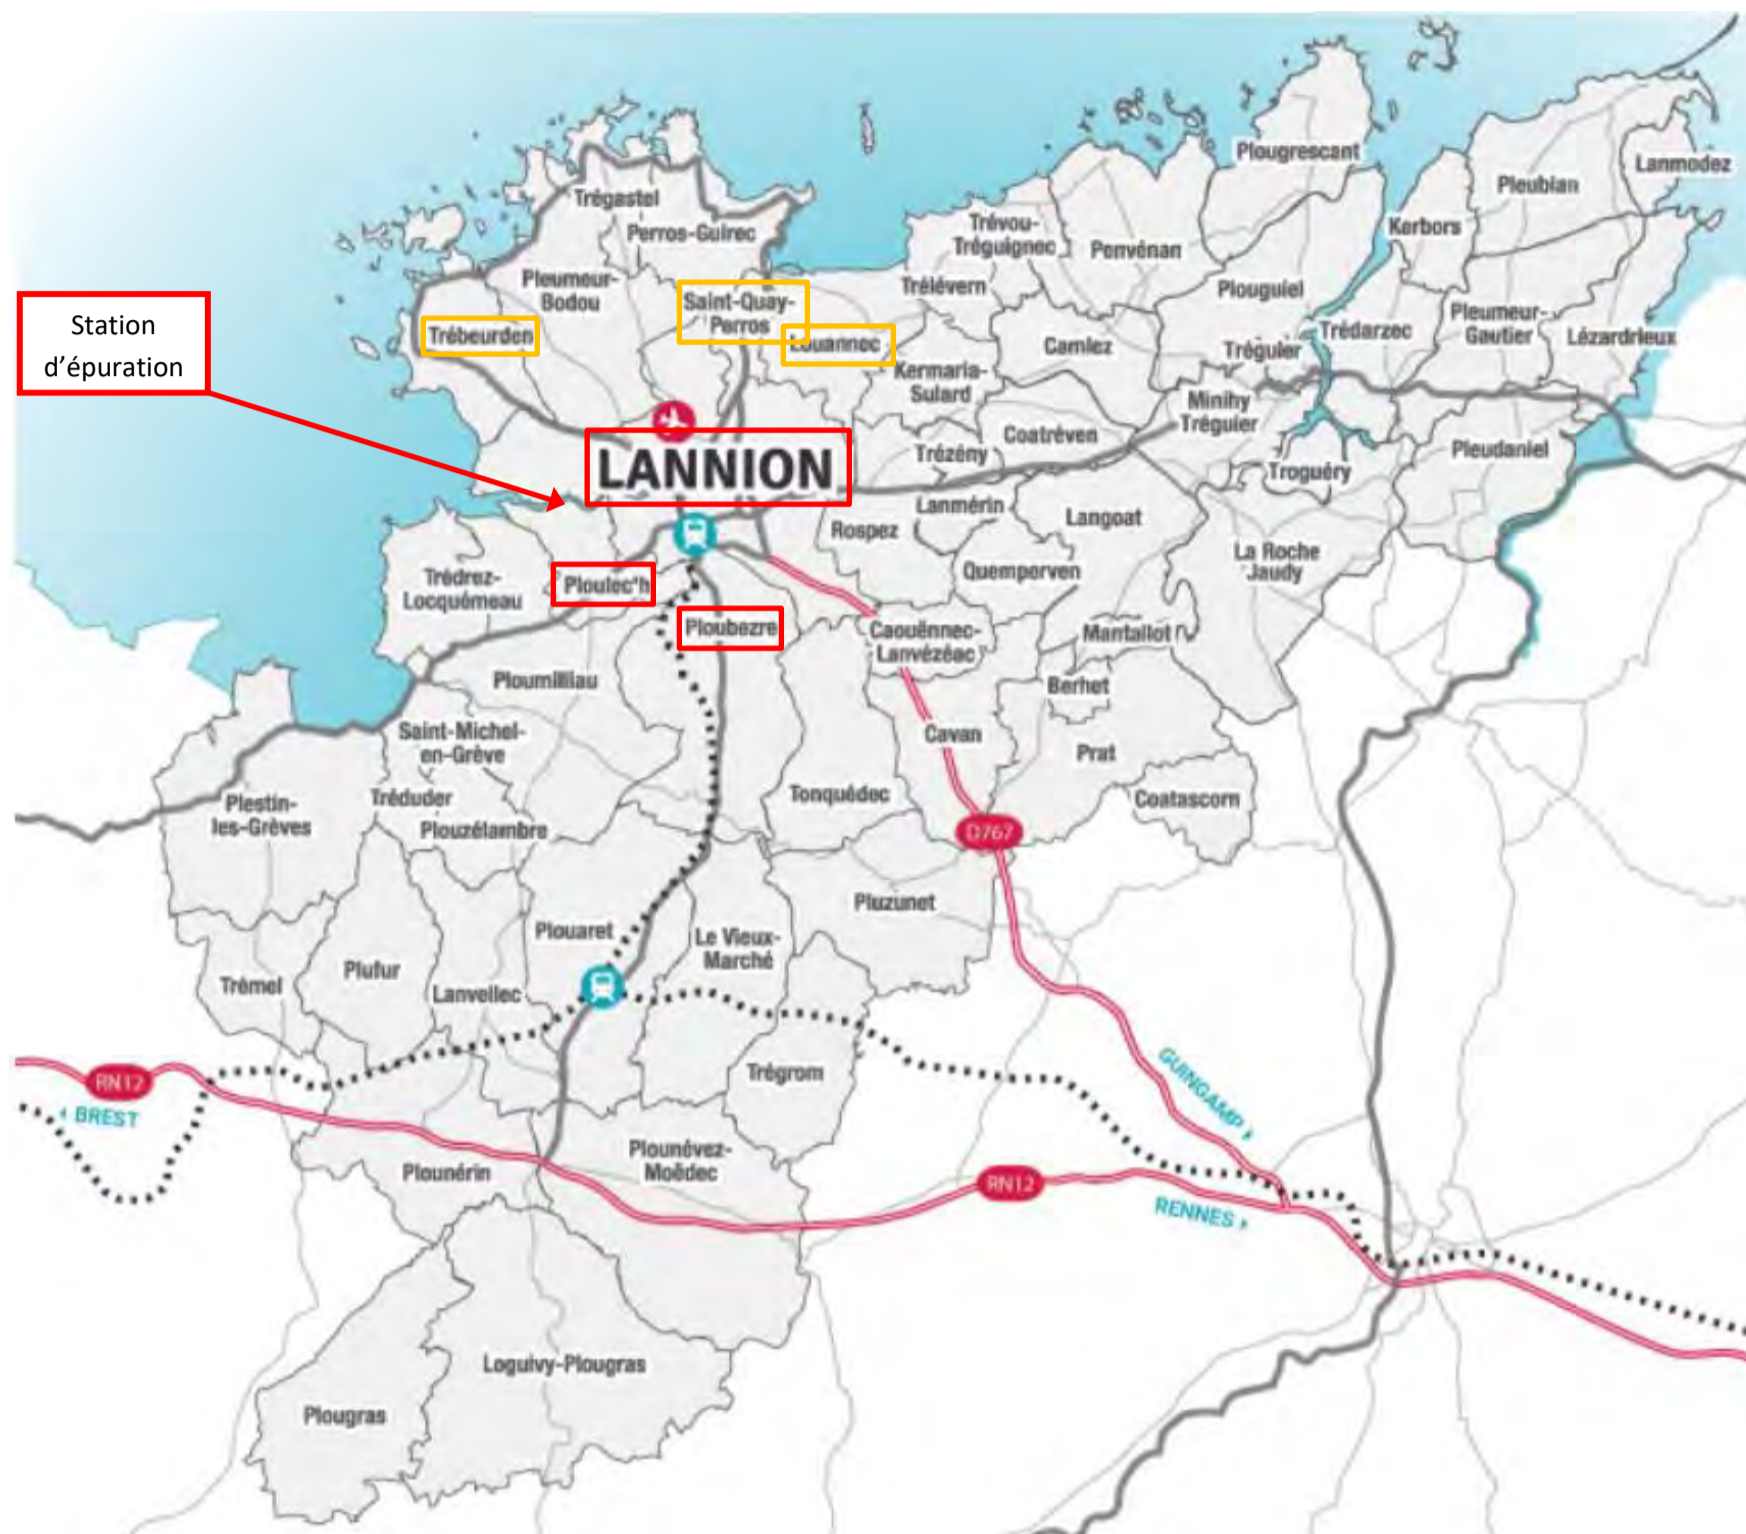 Plougrescant
Lanmodez
Pleubian
Trégastel
Perros-Guirec
Trévou-
Tréguignec
Penvénan
Kerbors
Pleumeur-
Bodou
Trélévern
Plouguiel
Saint-Quay-
Perros
Station
d'épuration
Trébeurden
Louannec
Camlez
Tréguier
Trédarzec
Pleumeur-
Gautier
Lézardrieux
Kermaria-
Sulard
Minihy
Tréguier
LANNION
Trézény
Coatréven
Troguéry
Pleudaniel
Rospez
Lanmérin
Langoat
La Roche
Jaudy
Trédrez-
Locquémeau
Ploulec'h
Quemperven
Ploubezre
Caouënnec-
Lanvézéac
Mantallot
Ploumilliau
Berhet
Saint-Michel-
en-Grève
Cavan
Prat
Plestin-
les-Grèves
Tréduder
Plouzélambre
Tonquédec
Coatascorn
D767
Pluzunet
Plouaret
Le Vieux-
Marché
Trémel
Plufur
Lanvellec
Trégrom
RN12
BREST
GUINGAMP
Plounérin
Plounévez-
Moëdec
RN12
RENNES
Loguivy-Plougras
Plougras